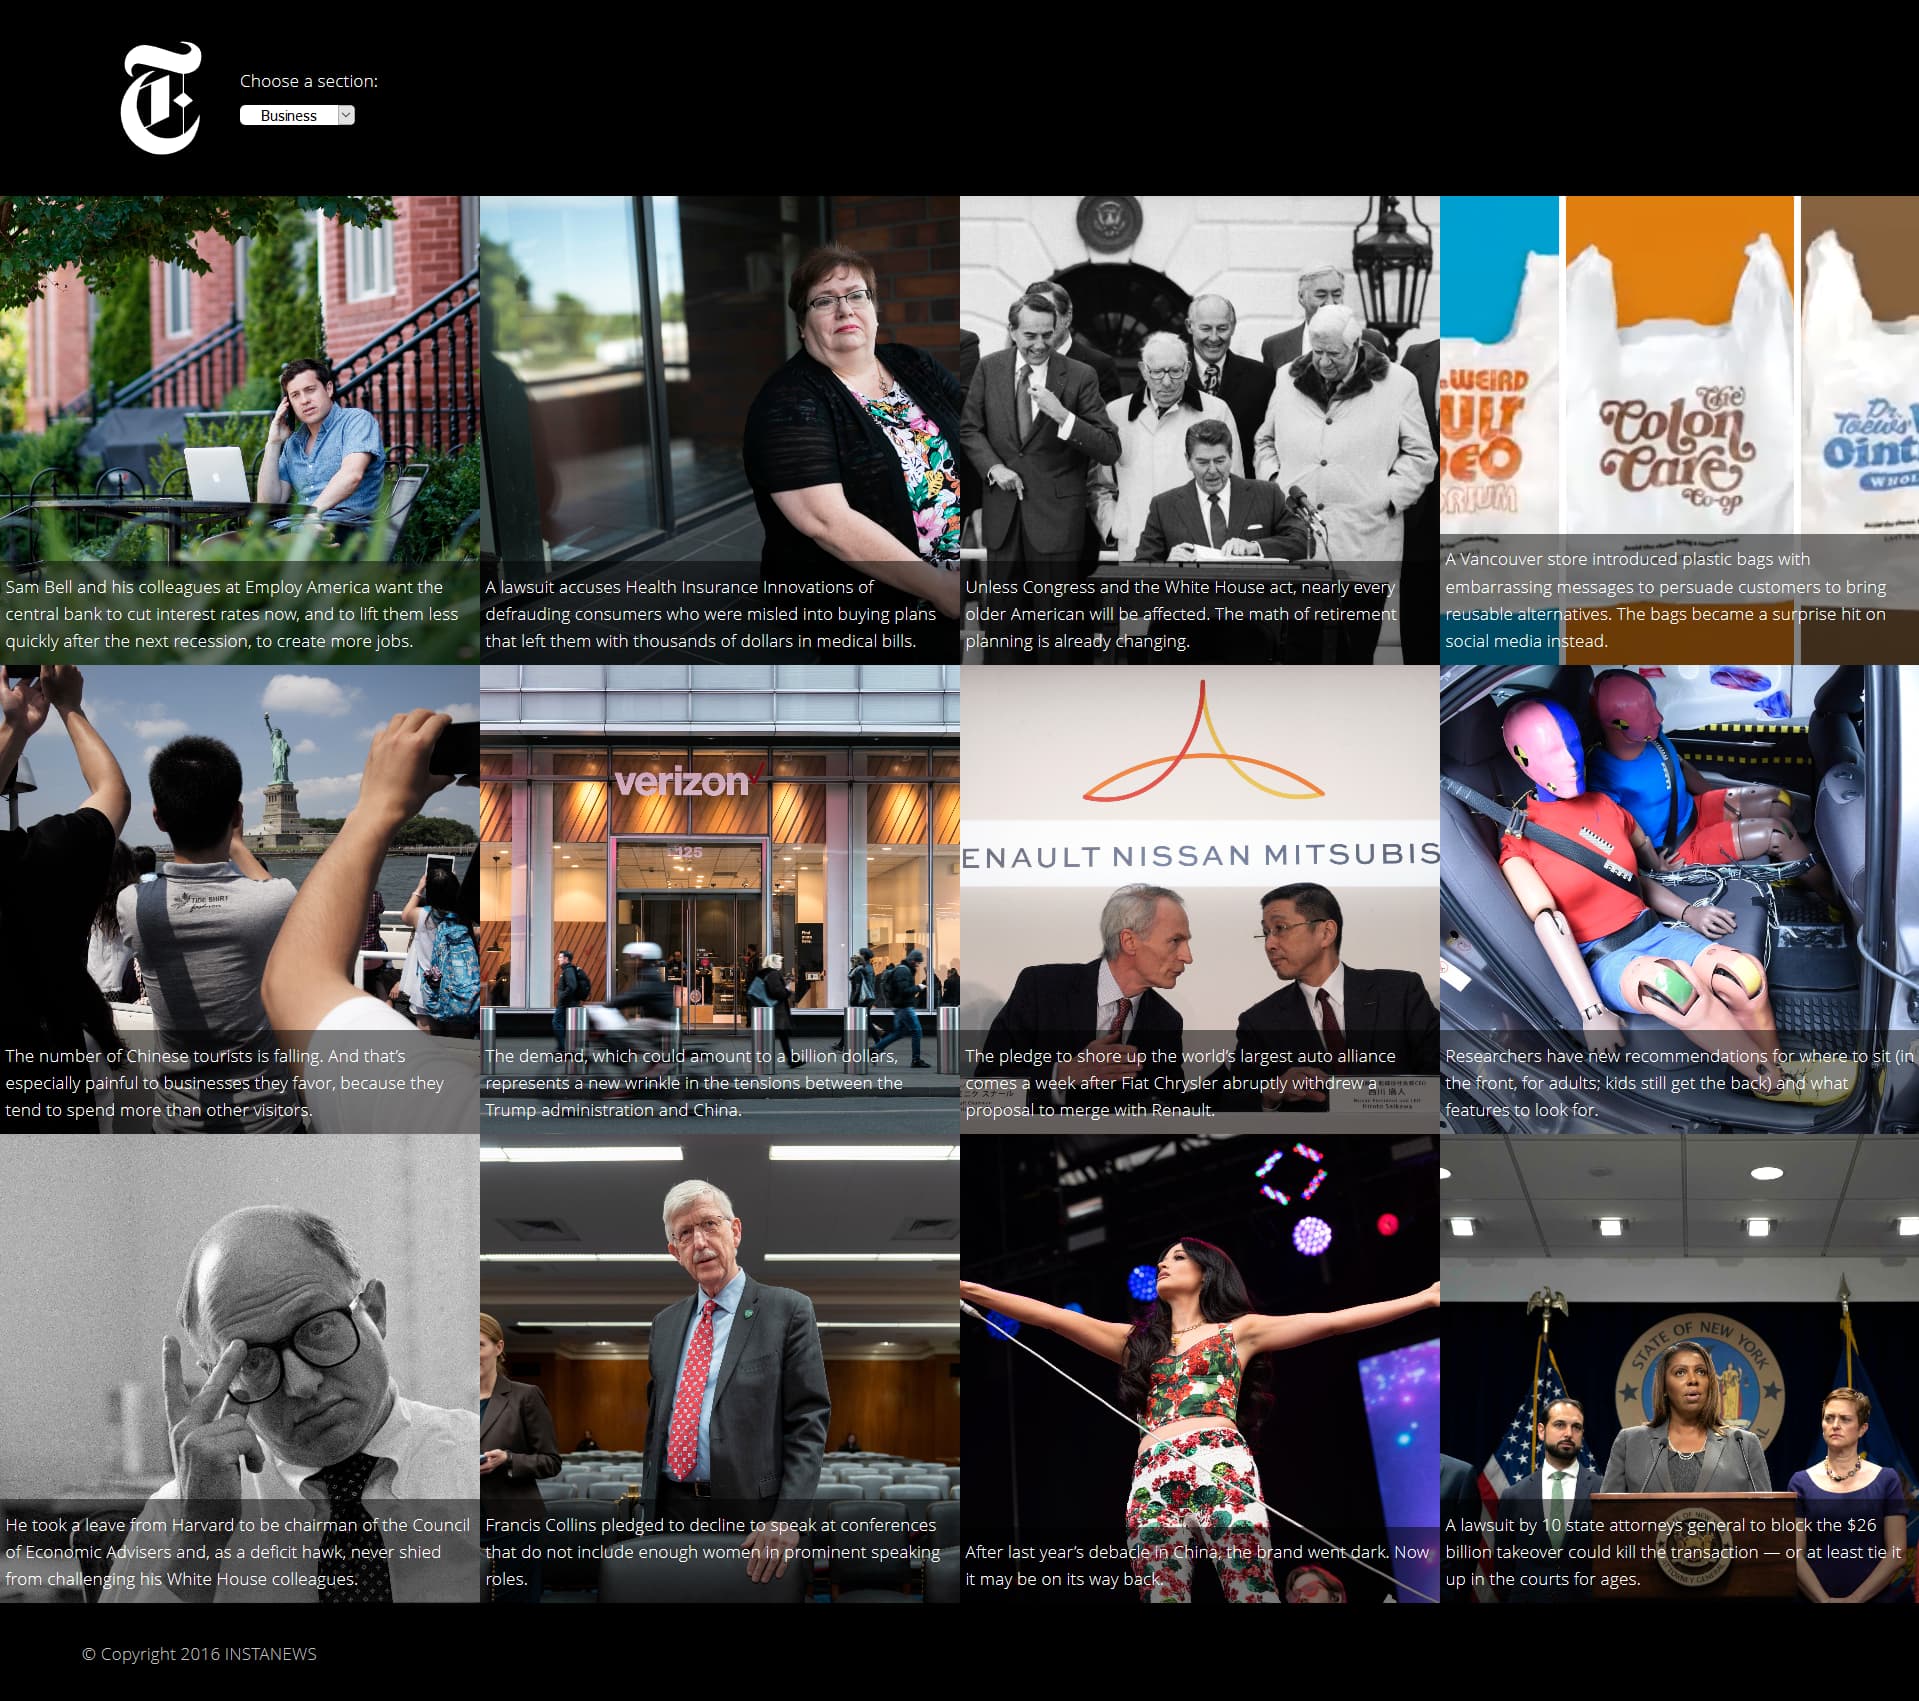 Choose a section:
Business
WEIRD
The
Colon
Care
Co-op
Dr.
Toews'
WHOL
Sam Bell and his colleagues at Employ America want the
central bank to cut interest rates now, and to lift them less
quickly after the next recession, to create more jobs.
A lawsuit accuses Health Insurance Innovations of
defrauding consumers who were misled into buying plans
that left them with thousands of dollars in medical bills.
Unless Congress and the White House act, nearly every
older American will be affected. The math of retirement
planning is already changing.
A Vancouver store introduced plastic bags with
embarrassing messages to persuade customers to bring
reusable alternatives. The bags became a surprise hit on
social media instead.
TIDE SHIRT
fashion
verizon
125
ENAULT NISSAN MITSUBIS
The number of Chinese tourists is falling. And that's
especially painful to businesses they favor, because they
tend to spend more than other visitors.
The demand, which could amount to a billion dollars,
represents a new wrinkle in the tensions between the
Trump administration and China.
The pledge to shore up the world's largest auto alliance
comes a week after Fiat Chrysler abruptly withdrew a
proposal to merge with Renault.
Researchers have new recommendations for where to sit (in
the front, for adults; kids still get the back) and what
features to look for.
STATE OF NEW YORK
He took a leave from Harvard to be chairman of the Council
of Economic Advisers and, as a deficit hawk, never shied
from challenging his White House colleagues.
Francis Collins pledged to decline to speak at conferences
that do not include enough women in prominent speaking
roles.
After last year's debacle in China, the brand went dark. Now
it may be on its way back.
A lawsuit by 10 state attorneys general to block the $26
billion takeover could kill the transaction — or at least tie it
up in the courts for ages.
© Copyright 2016 INSTANEWS